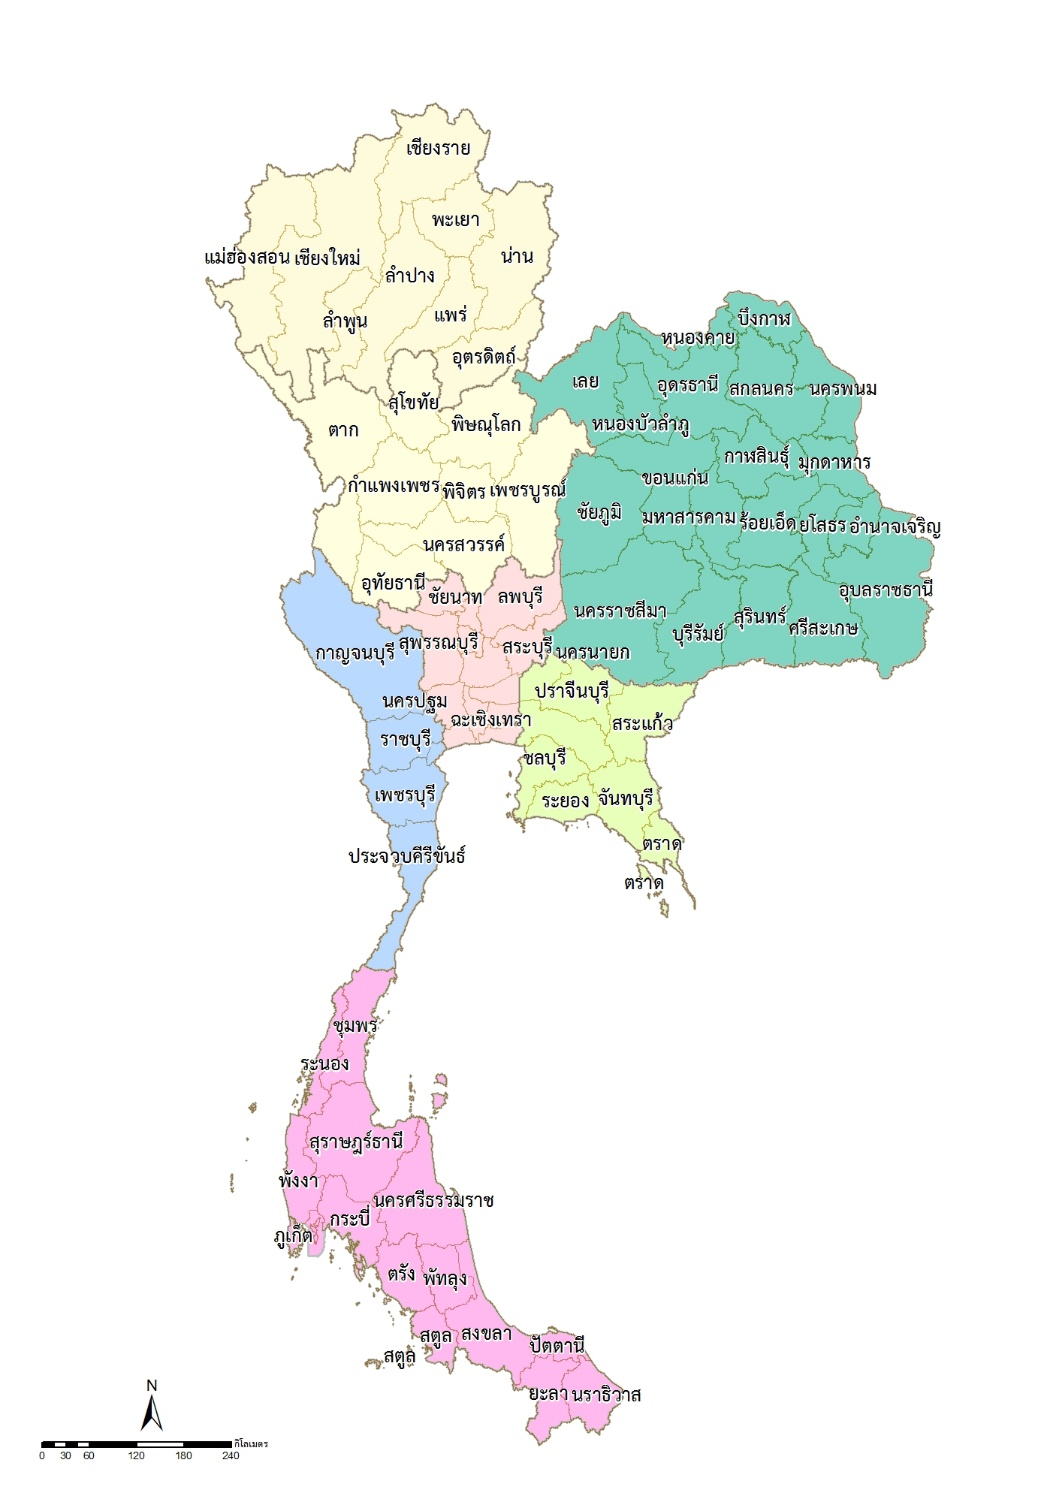 เชียงราย
พะเยา
แม่ฮ่องสอน เชียงใหม่
น่าน
ลำปาง
ลำพูน
แพร่
อุตรดิตถ์
บึงกาฬ
หนองคาย
เลย
อุดรธานี
สกลนคร
นครพนม
สุโขทัย
ตาก
พิษณุโลก
หนองบัวลำภู
กาฬสินธุ์
มุกดาหาร
ขอนแก่น
กำแพงเพชร
พิจิตร
เพชรบูรณ์
ชัยภูมิ
มหาสารคาม
ร้อยเอ็ด
ยโสธร
อำนาจเจริญ
นครสวรรค์
อุทัยธานี
ชัยนาท
ลพบุรี
อุบลราชธานี
นครราชสีมา
บุรีรัมย์
สุรินทร์
ศรีสะเกษ
กาญจนบุรี
สุพรรณบุรี
สระบุรี
นครนายก
ปราจีนบุรี
นครปฐม
ฉะเชิงเทรา
สระแก้ว
ราชบุรี
ชลบุรี
เพชรบุรี
ระยอง
จันทบุรี
ตราด
ประจวบคีรีขันธ์
ตราด
ชุมพร
ระนอง
สุราษฎร์ธานี
พังงา
นครศรีธรรมราช
กระบี่
ภูเก็ต
ตรัง
พัทลุง
สตูล
สงขลา
สตูล
ปัตตานี
ยะลา
นราธิวาส
N
กิโลเมตร
0 30 60 120 180 240